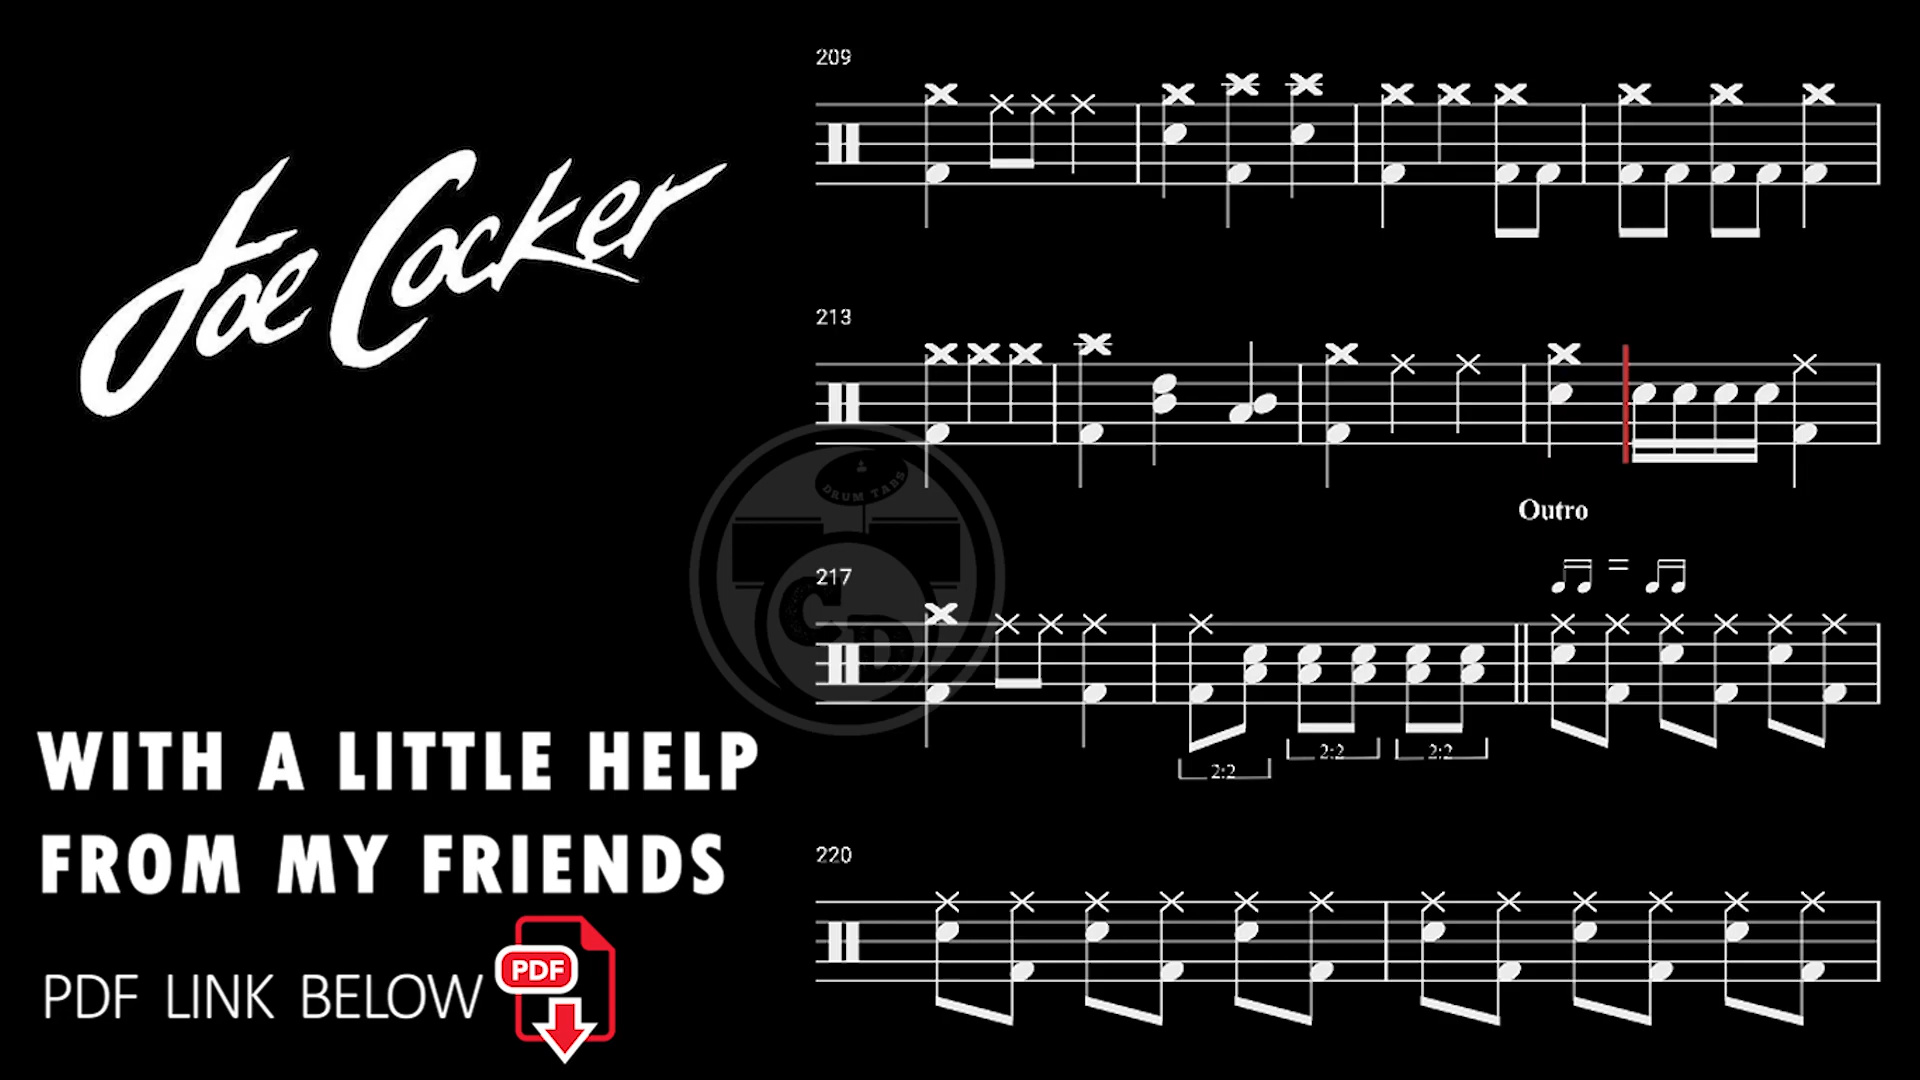 Joe Cocker
WITH A LITTLE HELP
FROM MY FRIENDS
PDF LINK BELOW
PDF
209
213
Outro
217
=
2:2
2:2
2:2
220
DRUM TABS
CD